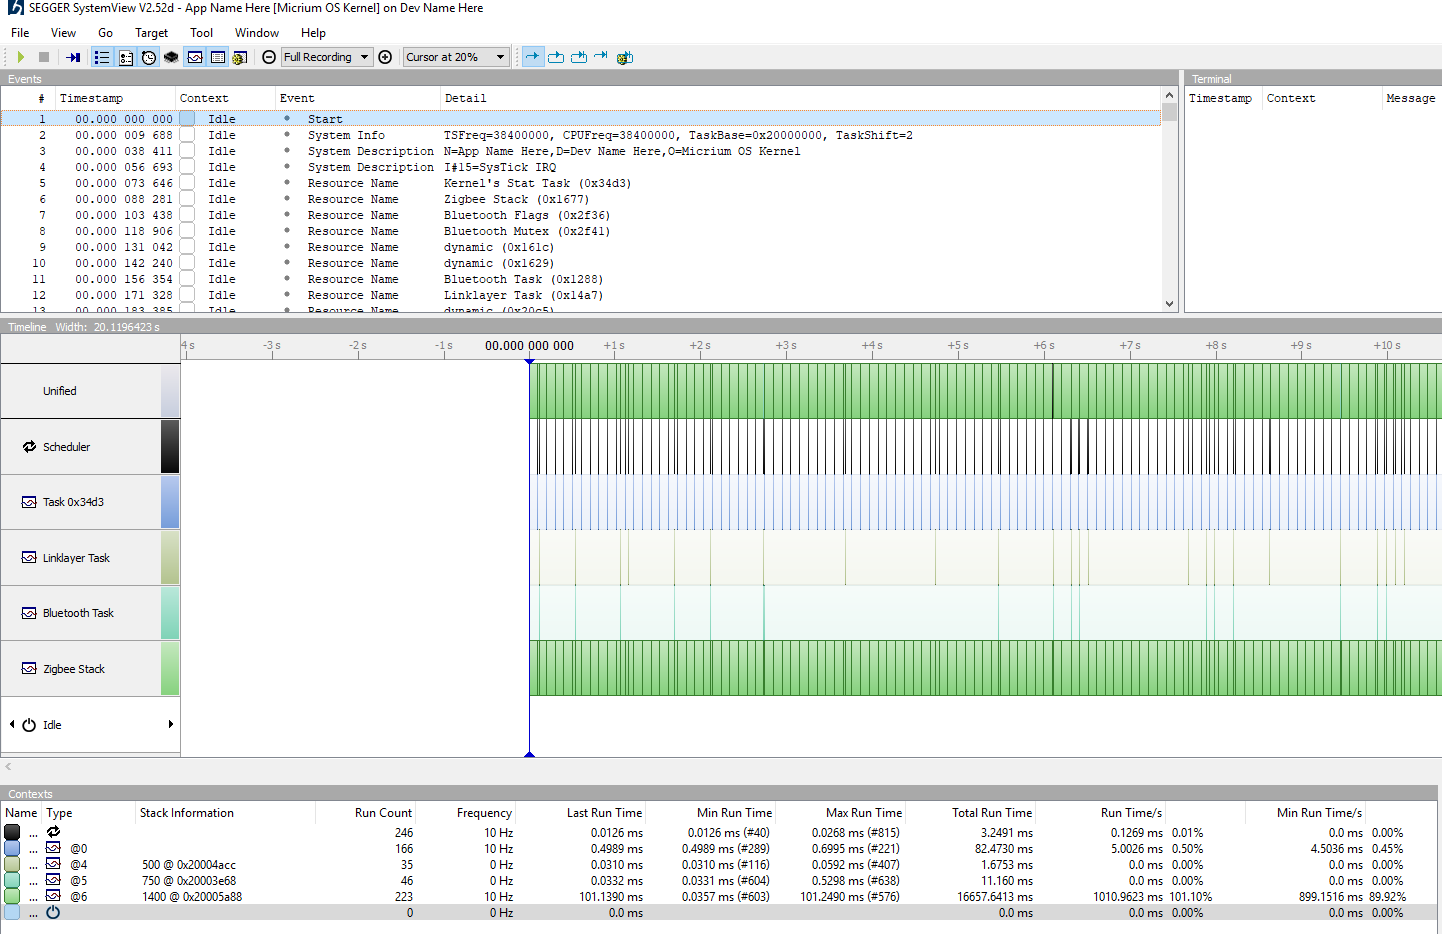 SEGGER SystemView V2.52d - App Name Here [Micrium OS Kernel] on Dev Name Here
File View Go Target Tool Window Help
Full Recording Cursor at 20%
Events
# Timestamp Context Event Detail
1 00.000 000 000 Idle Start
2 00.000 009 688 Idle System Info TSFreq=38400000, CPUFreq=38400000, TaskBase=0x20000000, TaskShift=2
3 00.000 038 411 Idle System Description N=App Name Here,D=Dev Name Here,O=Micrium OS Kernel
4 00.000 056 693 Idle System Description I#15=SysTick IRQ
5 00.000 073 646 Idle Resource Name Kernel's Stat Task (0x34d3)
6 00.000 088 281 Idle Resource Name Zigbee Stack (0x1677)
7 00.000 103 438 Idle Resource Name Bluetooth Flags (0x2f36)
8 00.000 118 906 Idle Resource Name Bluetooth Mutex (0x2f41)
9 00.000 131 042 Idle Resource Name dynamic (0x161c)
10 00.000 142 240 Idle Resource Name dynamic (0x1629)
11 00.000 156 354 Idle Resource Name Bluetooth Task (0x1288)
12 00.000 171 328 Idle Resource Name Linklayer Task (0x14a7)
13 00.000 183 385 Idle Resource Name dynamic (0x20c5)
Terminal
Timestamp Context Message
Timeline Width: 20.1196423 s
4 s -3 s -2 s -1 s 00.000 000 000 +1 s +2 s +3 s +4 s +5 s +6 s +7 s +8 s +9 s +10 s
Unified
Scheduler
Task 0x34d3
Linklayer Task
Bluetooth Task
Zigbee Stack
Idle
Contexts
Name Type Stack Information Run Count Frequency Last Run Time Min Run Time Max Run Time Total Run Time Run Time/s Min Run Time/s
... 246 10 Hz 0.0126 ms 0.0126 ms (#40) 0.0268 ms (#815) 3.2491 ms 0.1269 ms 0.01% 0.0 ms 0.00%
... @0 166 10 Hz 0.4989 ms 0.4989 ms (#289) 0.6995 ms (#221) 82.4730 ms 5.0026 ms 0.50% 4.5036 ms 0.45%
... @4 500 @ 0x20004acc 35 0 Hz 0.0310 ms 0.0310 ms (#116) 0.0592 ms (#407) 1.6753 ms 0.0 ms 0.00% 0.0 ms 0.00%
... @5 750 @ 0x20003e68 46 0 Hz 0.0332 ms 0.0331 ms (#604) 0.5298 ms (#638) 11.160 ms 0.0 ms 0.00% 0.0 ms 0.00%
... @6 1400 @ 0x20005a88 223 10 Hz 101.1390 ms 0.0357 ms (#603) 101.2490 ms (#576) 16657.6413 ms 1010.9623 ms 101.10% 899.1516 ms 89.92%
... 0 0 Hz 0.0 ms 0.0 ms 0.0 ms 0.00% 0.0 ms 0.00%